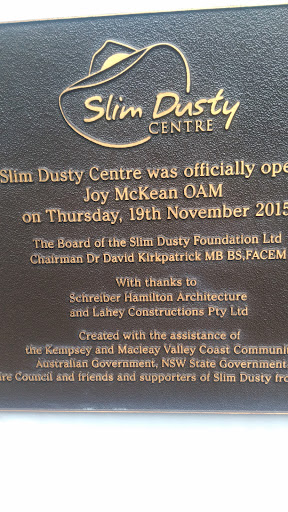 Slim Dusty
CENTRE
Slim Dusty Centre was officially ope
Joy McKean OAM
on Thursday, 19th November 2015
The Board of the Slim Dusty Foundation Ltd
Chairman Dr David Kirkpatrick MB BS,FACEM
With thanks to
Schreiber Hamilton Architecture
and Lahey Constructions Pty Ltd
Created with the assistance of
the Kempsey and Macleay Valley Coast Communi
Australian Government, NSW State Government
ire Council and friends and supporters of Slim Dusty fro